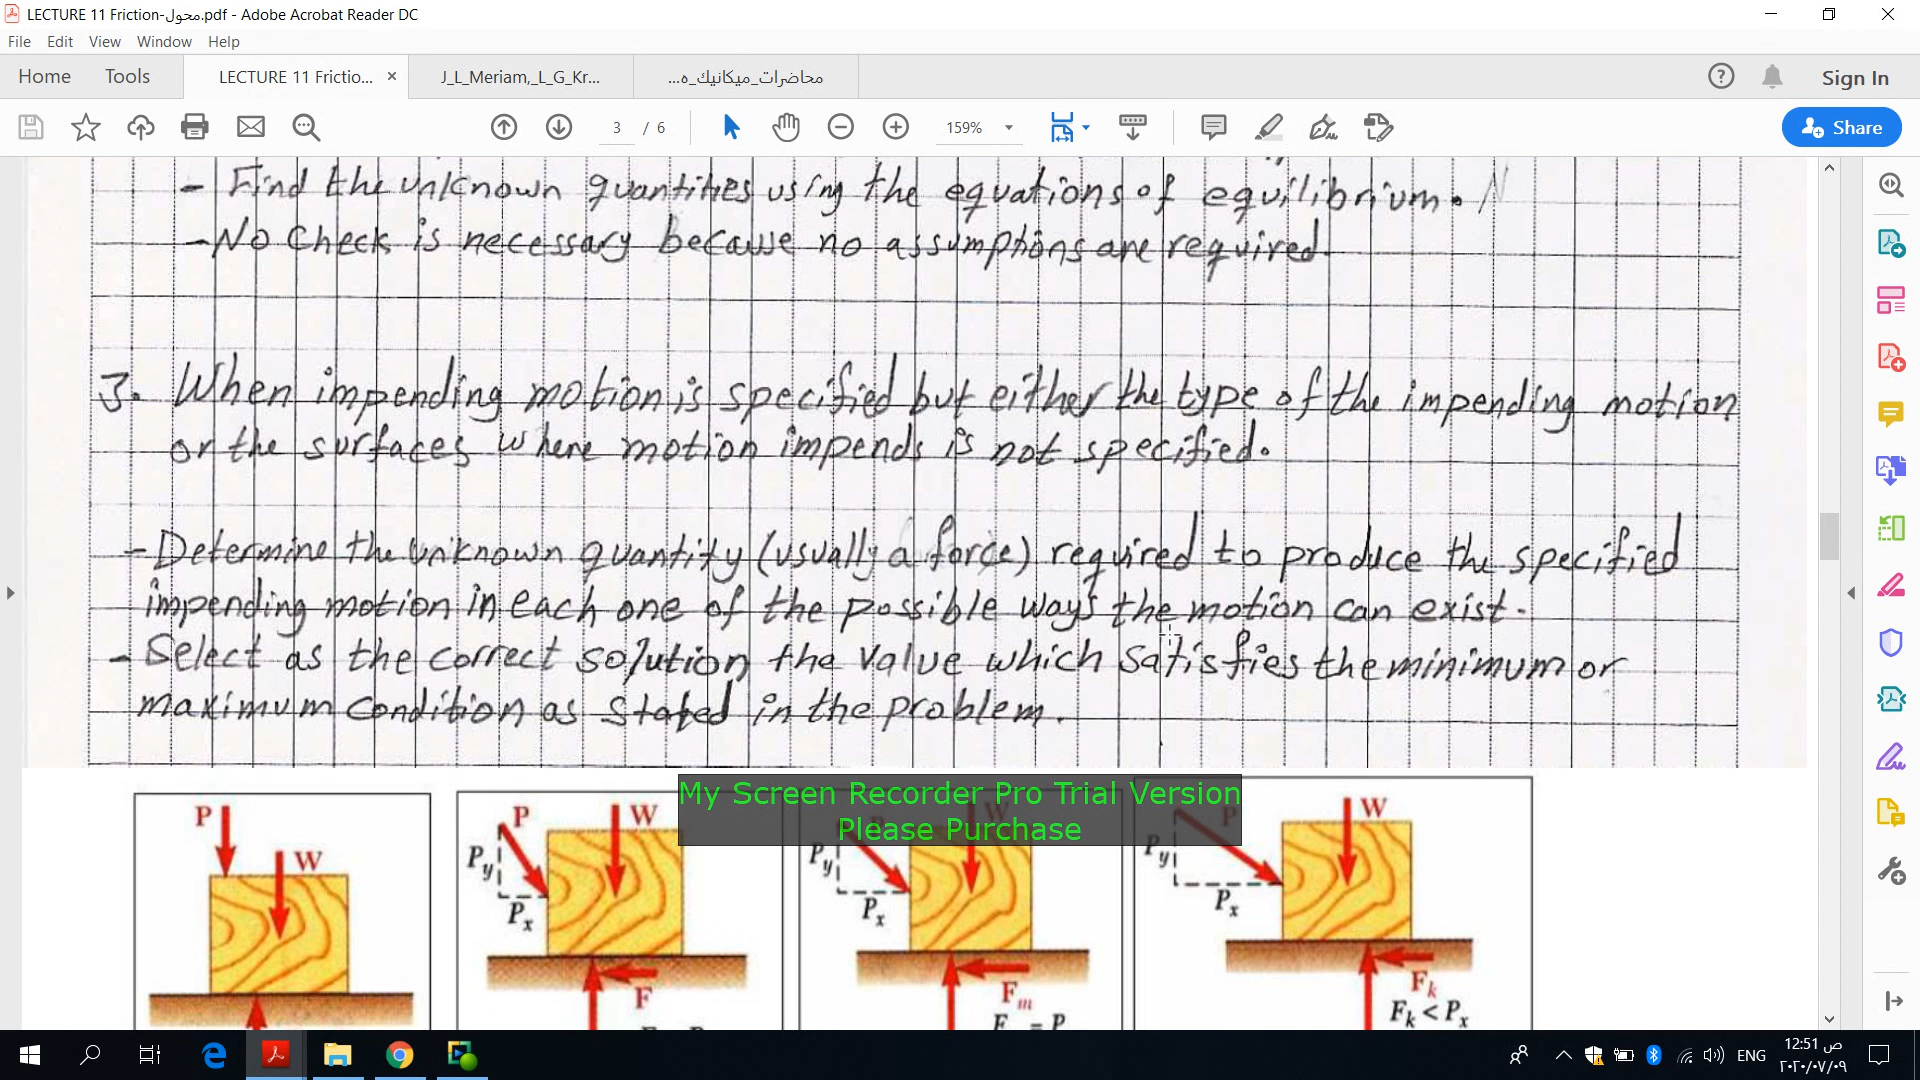 LECTURE 11 Friction-محول.pdf - Adobe Acrobat Reader DC
File Edit View Window Help
Home Tools LECTURE 11 Frictio... × J_L_Meriam,_L_G_Kr... محاضرات_ميكانيك_ه... Sign In
3 / 6 159% Share
- Find the unknown quantities using the equations of equilibrium.
- No Check is necessary because no assumptions are required.
3. When impending motion is specified but either the type of the impending motion
or the surfaces where motion impends is not specified.
- Determine the unknown quantity (usually a force) required to produce the specified
impending motion in each one of the possible ways the motion can exist.
- Select as the correct solution the value which satisfies the minimum or
maximum condition as stated in the problem.
My Screen Recorder Pro Trial Version
Please Purchase
P W
P W Py Px F
W Py Px Fm
P W Py Px Fk
Fk < Px
ENG
12:51 ص
٢٠٢٠/٠٧/٠٩